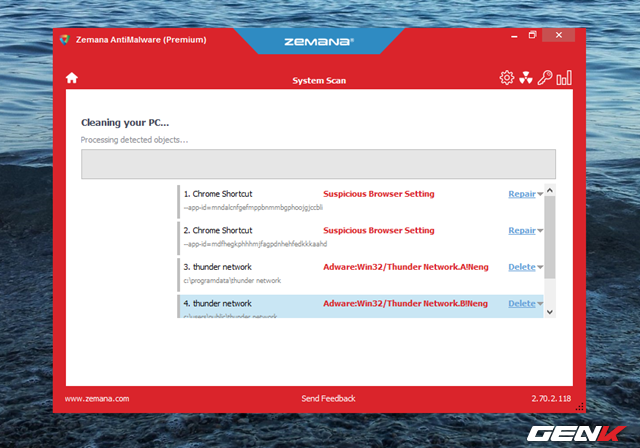 Zemana AntiMalware (Premium)
ZEMANA®
System Scan
Cleaning your PC...
Processing detected objects...
1. Chrome Shortcut Suspicious Browser Setting Repair
--app-id=mndalcnfgefmppbnmmbgphoojgjccbli
2. Chrome Shortcut Suspicious Browser Setting Repair
--app-id=mdfhegkphhhmjfagpdnhehfedkkkaahd
3. thunder network Adware:Win32/Thunder Network.A!Neng Delete
c:\programdata\thunder network
4. thunder network Adware:Win32/Thunder Network.B!Neng Delete
c:\users\public\thunder network
www.zemana.com Send Feedback 2.70.2.118
GENK